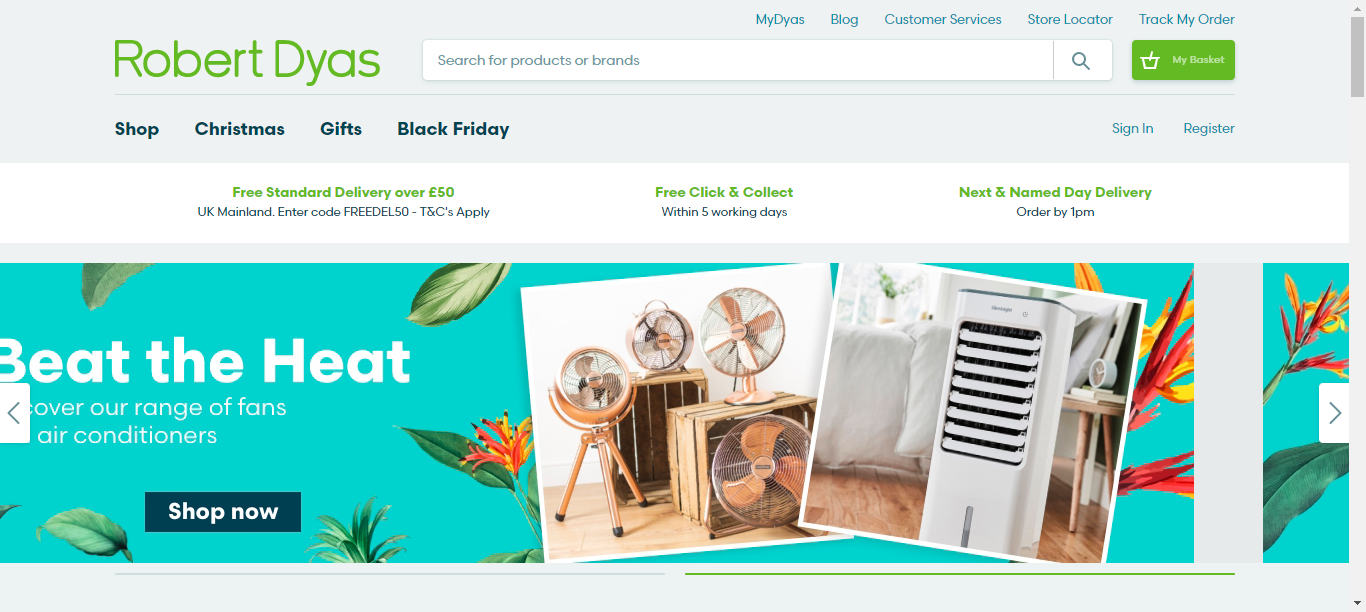 MyDyas Blog Customer Services Store Locator Track My Order
Robert Dyas
Search for products or brands
My Basket
Shop Christmas Gifts Black Friday
Sign In Register
Free Standard Delivery over £50
UK Mainland. Enter code FREEDEL50 - T&C's Apply
Free Click & Collect
Within 5 working days
Next & Named Day Delivery
Order by 1pm
Beat the Heat
cover our range of fans
air conditioners
Shop now